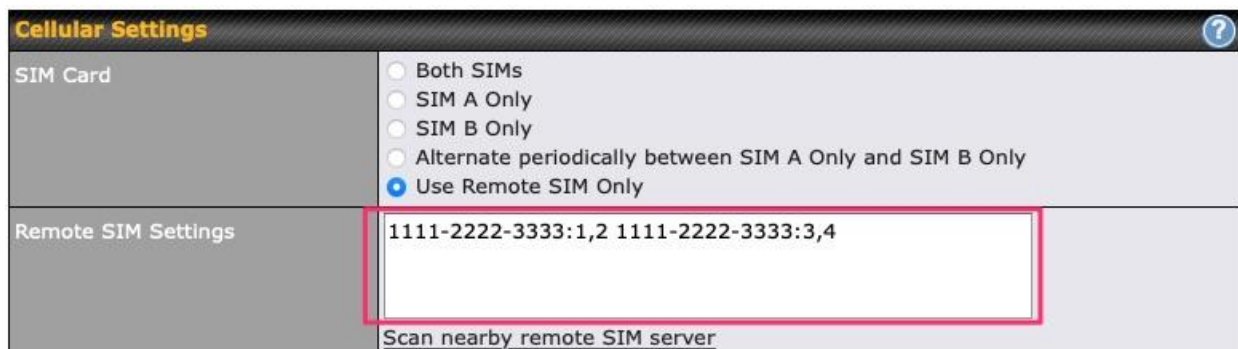 Cellular Settings
?
SIM Card
Both SIMs
SIM A Only
SIM B Only
Alternate periodically between SIM A Only and SIM B Only
Use Remote SIM Only
Remote SIM Settings
1111-2222-3333:1,2 1111-2222-3333:3,4
Scan nearby remote SIM server